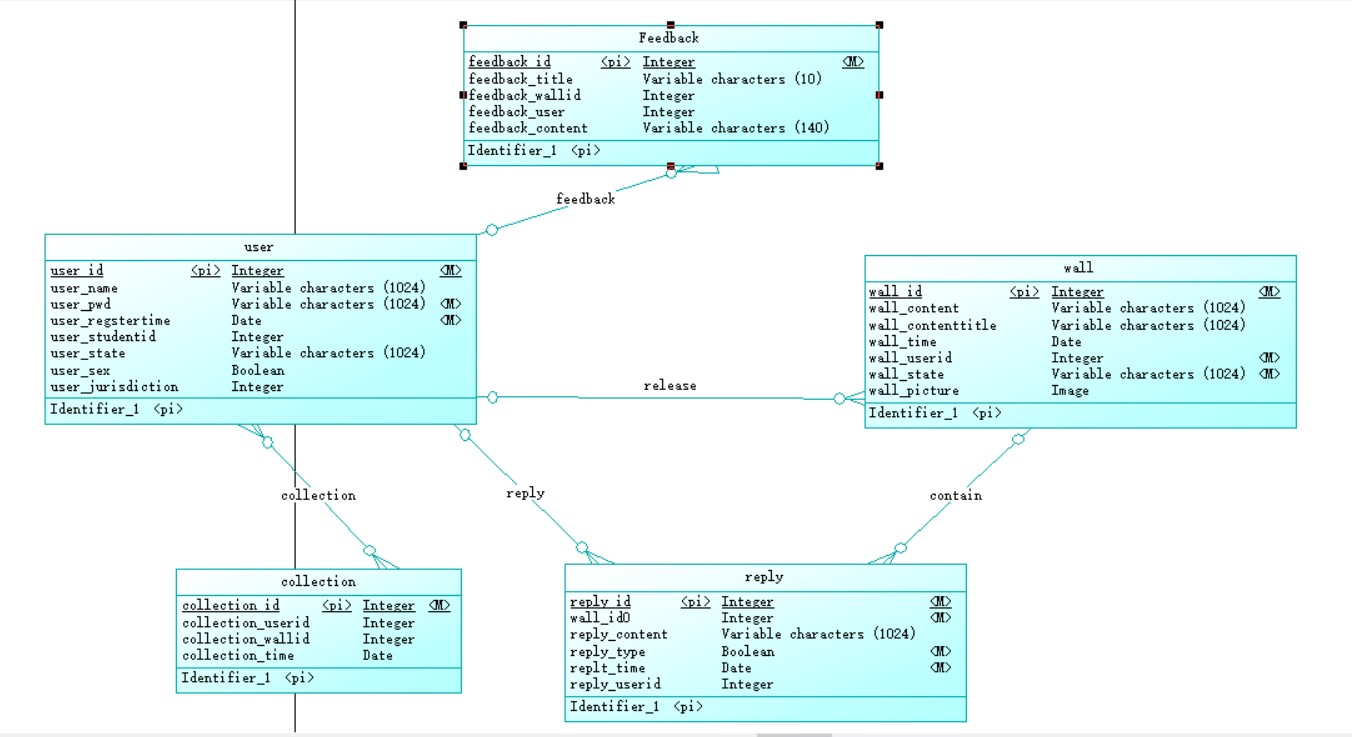 Feedback
feedback_id <pi> Integer <M>
feedback_title Variable characters (10)
feedback_wallid Integer
feedback_user Integer
feedback_content Variable characters (140)
Identifier_1 <pi>
feedback
user
user_id <pi> Integer <M>
user_name Variable characters (1024)
user_pwd Variable characters (1024) <M>
user_regstertime Date <M>
user_studentid Integer
user_state Variable characters (1024)
user_sex Boolean
user_jurisdiction Integer
Identifier_1 <pi>
wall
wall_id <pi> Integer <M>
wall_content Variable characters (1024)
wall_contenttitle Variable characters (1024)
wall_time Date
wall_userid Integer <M>
wall_state Variable characters (1024) <M>
wall_picture Image
Identifier_1 <pi>
release
collection
reply
contain
collection
collection_id <pi> Integer <M>
collection_userid Integer
collection_wallid Integer
collection_time Date
Identifier_1 <pi>
reply
reply_id <pi> Integer <M>
wall_id0 Integer <M>
reply_content Variable characters (1024)
reply_type Boolean <M>
replt_time Date <M>
reply_userid Integer
Identifier_1 <pi>